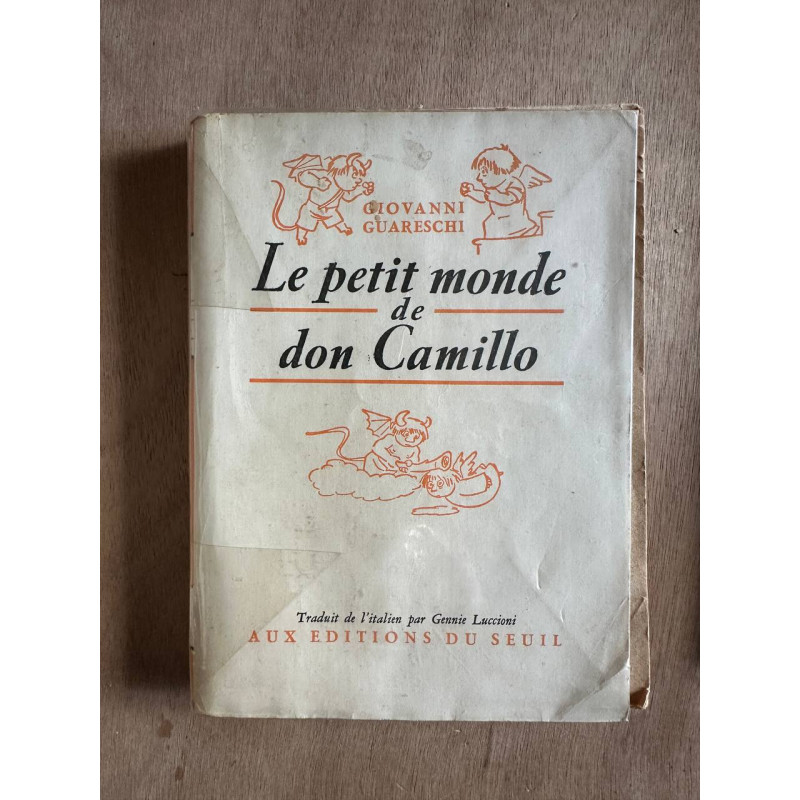 GIOVANNI
GUARESCHI
Le petit monde
de
don Camillo
Traduit de l'italien par Gennie Luccioni
AUX EDITIONS DU SEUIL